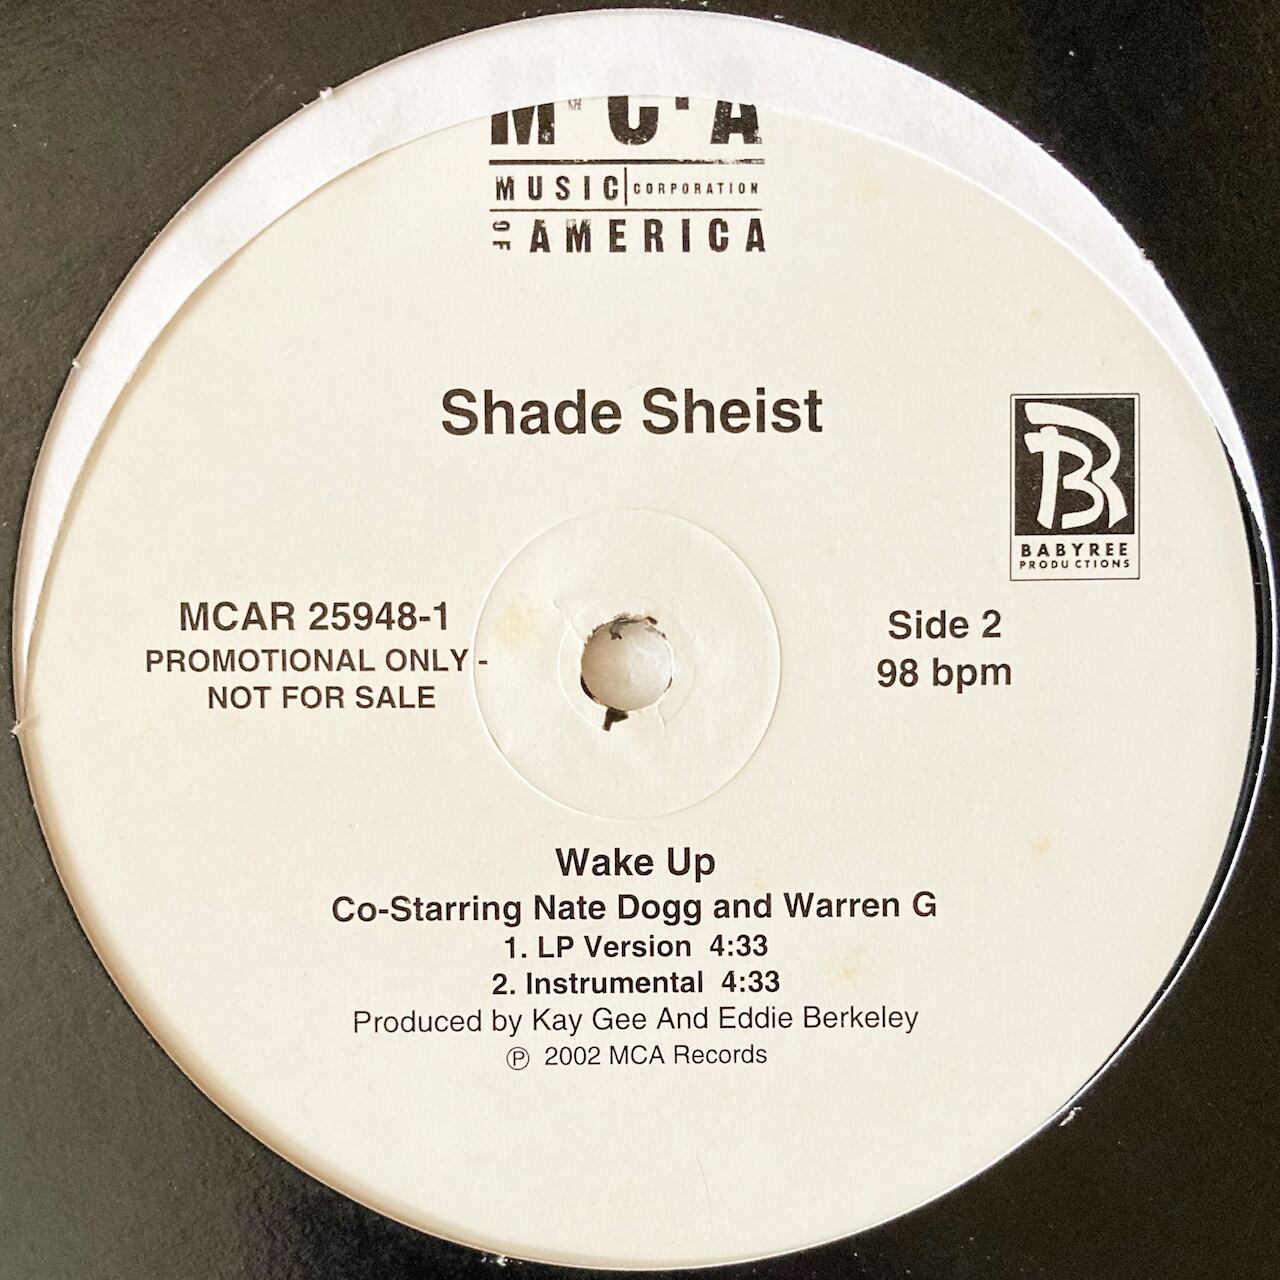 M·C·A
MUSIC CORPORATION
OF AMERICA
Shade Sheist
B
BABYREE
PRODUCTIONS
MCAR 25948-1
PROMOTIONAL ONLY -
NOT FOR SALE
Side 2
98 bpm
Wake Up
Co-Starring Nate Dogg and Warren G
1. LP Version 4:33
2. Instrumental 4:33
Produced by Kay Gee And Eddie Berkeley
℗ 2002 MCA Records